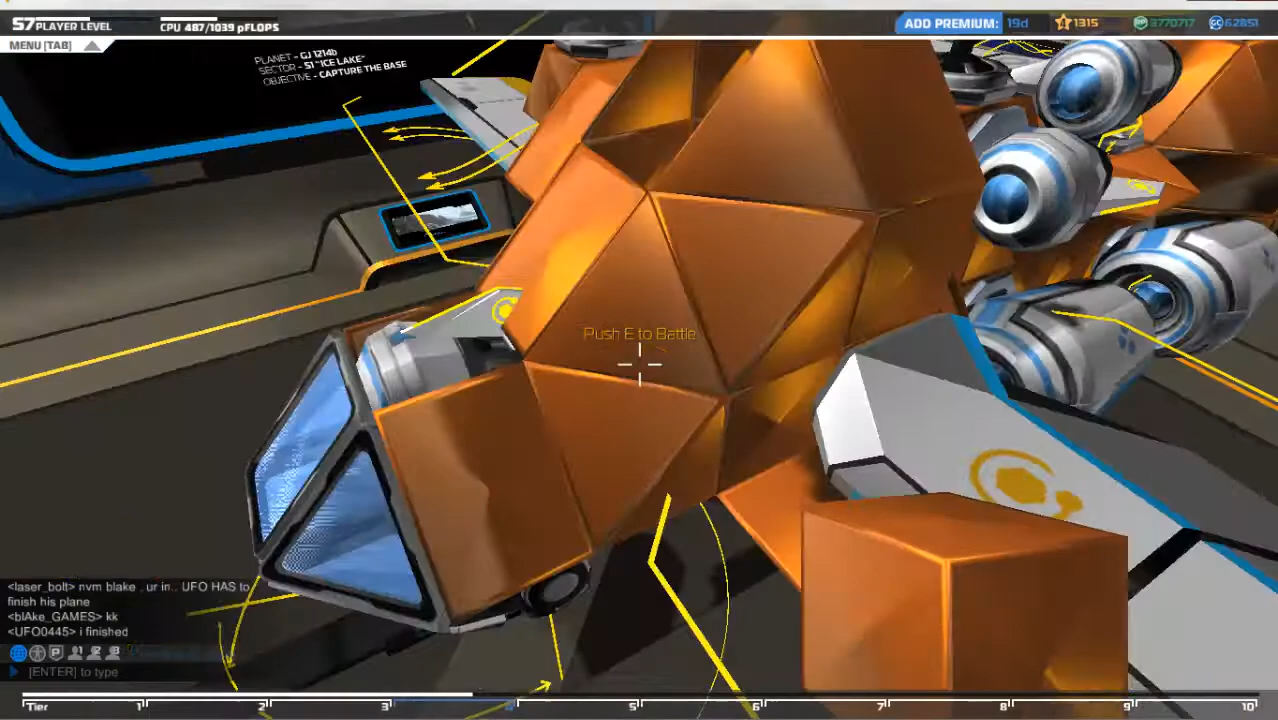 57 PLAYER LEVEL
CPU 487/1039 pFLOPS
ADD PREMIUM: 19d
1315
3770717
GC 62851
MENU [TAB]
PLANET - GJ 1214b
SECTOR - 51 "ICE LAKE"
OBJECTIVE - CAPTURE THE BASE
Push E to Battle
<laser_bolt> nvm blake , ur in.. UFO HAS to
finish his plane
<blAke_GAMES> kk
<UFO0445> i finished
[ENTER] to type
Tier 1 2 3 4 5 6 7 8 9 10